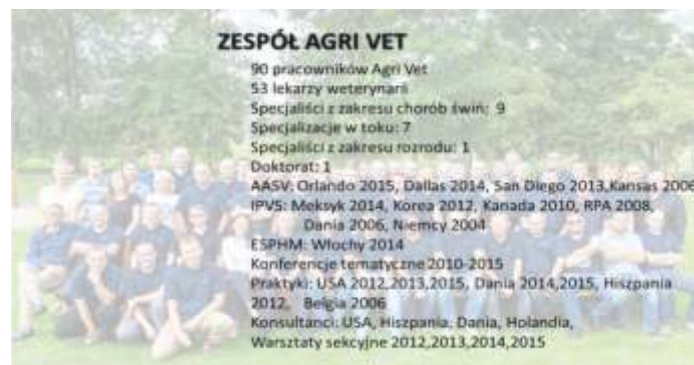 ZESPÓŁ AGRI VET
90 pracowników Agri Vet
53 lekarzy weterynarii
Specjaliści z zakresu chorób świń: 9
Specjalizacje w toku: 7
Specjaliści z zakresu rozrodu: 1
Doktorat: 1
AASV: Orlando 2015, Dallas 2014, San Diego 2013,Kansas 2006
IPVS: Meksyk 2014, Korea 2012, Kanada 2010, RPA 2008,
Dania 2006, Niemcy 2004
ESPHM: Włochy 2014
Konferencje tematyczne 2010-2015
Praktyki: USA 2012,2013,2015, Dania 2014,2015, Hiszpania
2012, Belgia 2006
Konsultanci: USA, Hiszpania, Dania, Holandia,
Warsztaty sekcyjne 2012,2013,2014,2015